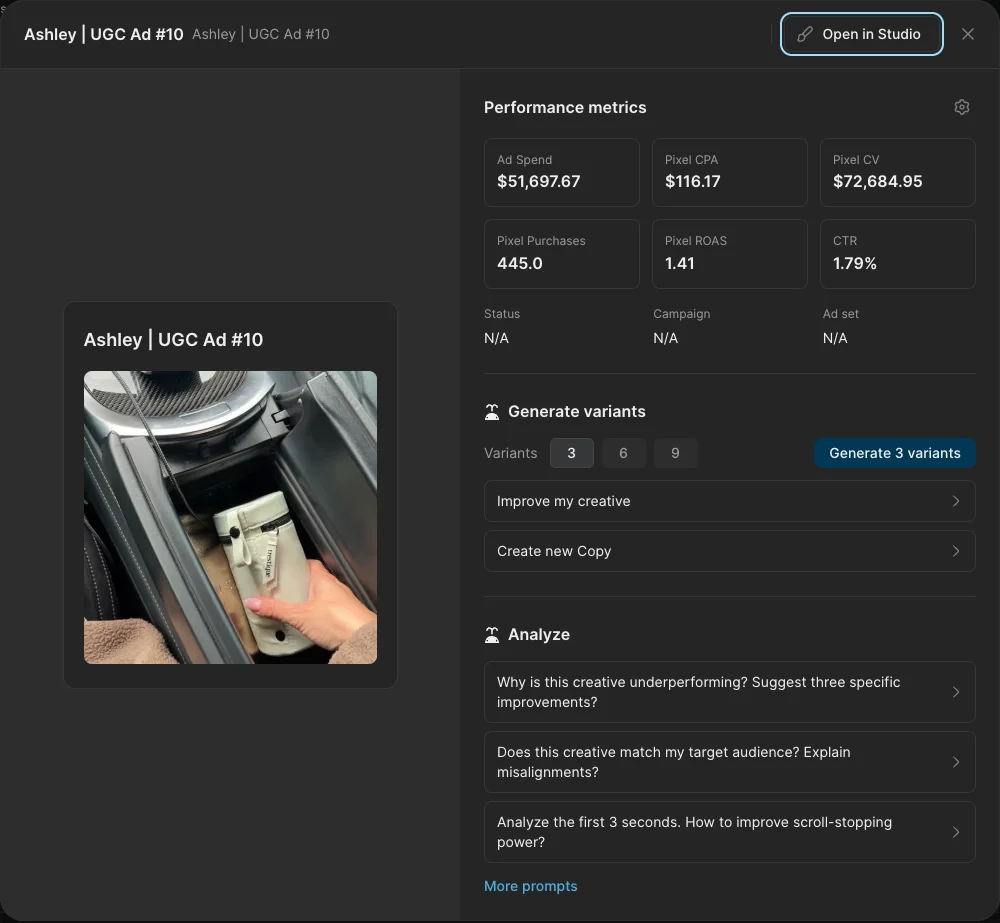 Ashley | UGC Ad #10 Ashley | UGC Ad #10
Open in Studio
Ashley | UGC Ad #10
Performance metrics
Ad Spend
$51,697.67
Pixel CPA
$116.17
Pixel CV
$72,684.95
Pixel Purchases
445.0
Pixel ROAS
1.41
CTR
1.79%
Status
N/A
Campaign
N/A
Ad set
N/A
Generate variants
Variants 3 6 9
Generate 3 variants
Improve my creative
Create new Copy
Analyze
Why is this creative underperforming? Suggest three specific
improvements?
Does this creative match my target audience? Explain
misalignments?
Analyze the first 3 seconds. How to improve scroll-stopping
power?
More prompts